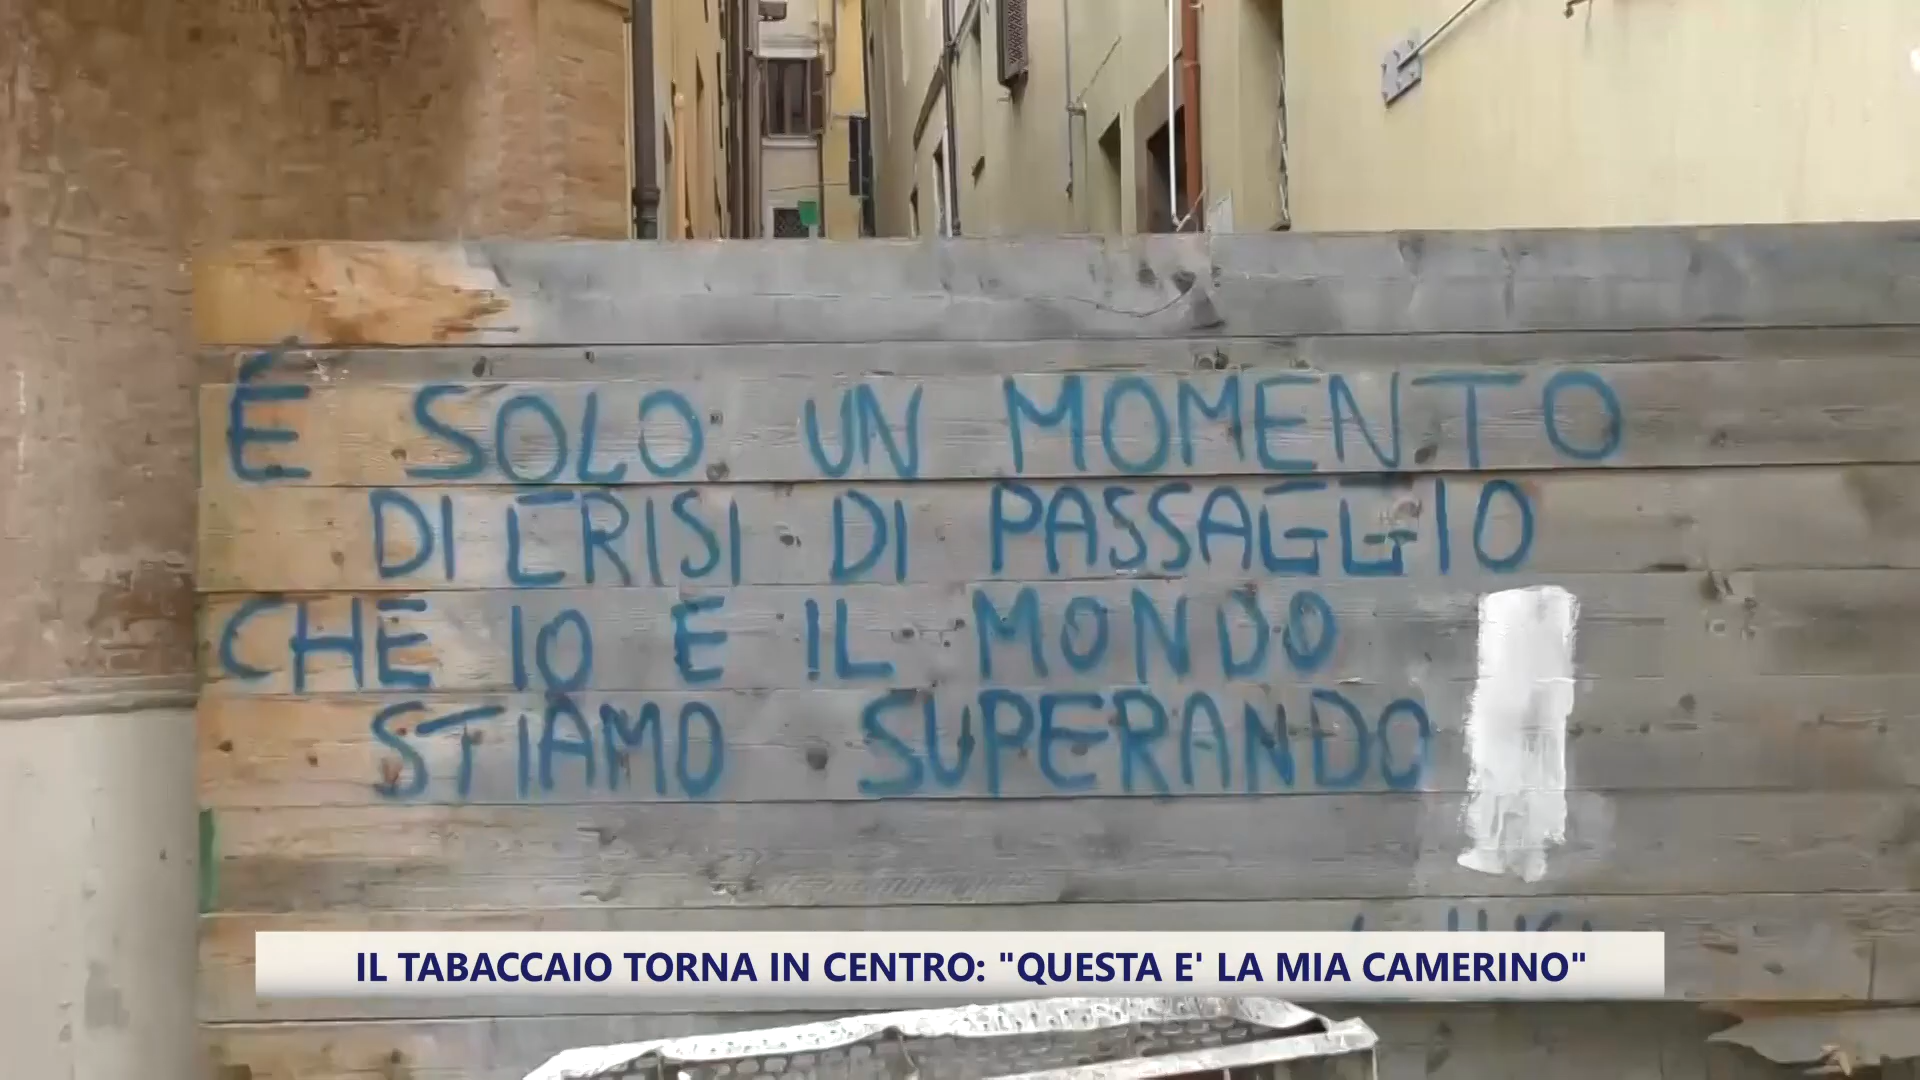 É SOLO UN MOMENTO
DI CRISI DI PASSAGGIO
CHE IO E IL MONDO
STIAMO SUPERANDO
IL TABACCAIO TORNA IN CENTRO: "QUESTA E' LA MIA CAMERINO"